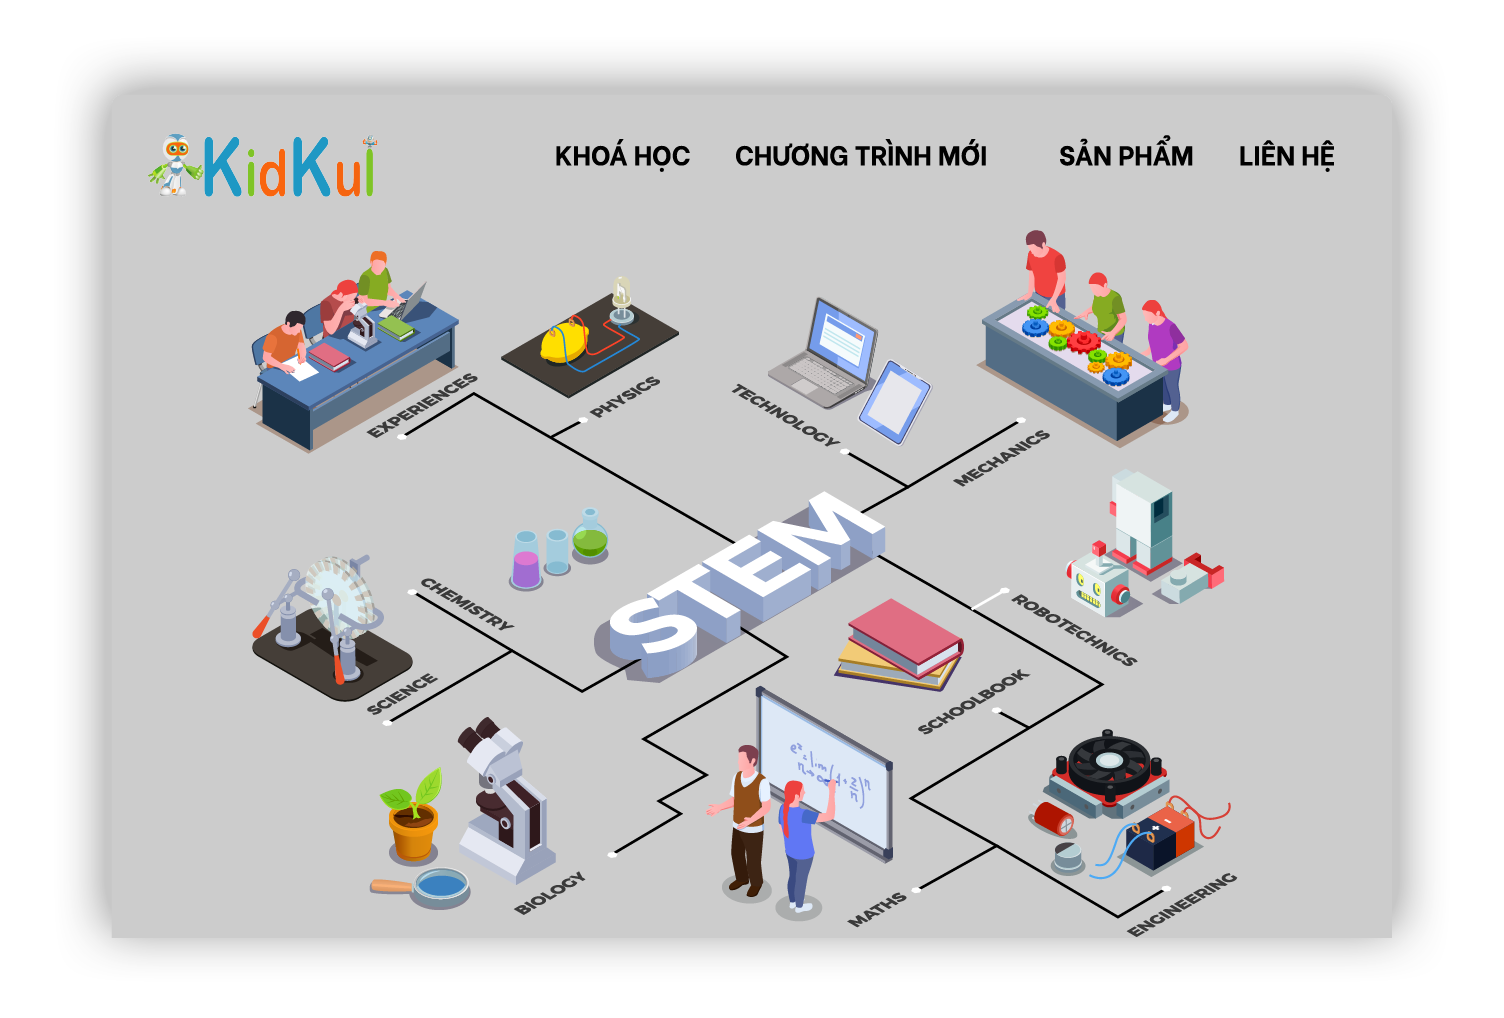 KidKul
KHOÁ HỌC
CHƯƠNG TRÌNH MỚI
SẢN PHẨM
LIÊN HỆ
EXPERIENCES
PHYSICS
TECHNOLOGY
MECHANICS
STEM
CHEMISTRY
SCIENCE
ROBOTECHNICS
SCHOOLBOOK
BIOLOGY
MATHS
ENGINEERING